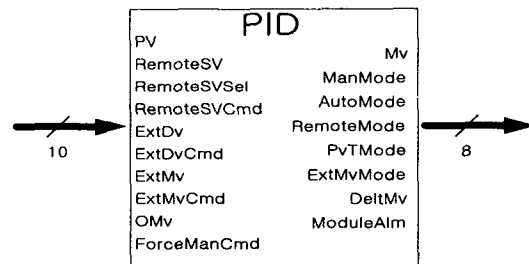 PID
PV
RemoteSV
RemoteSVSel
RemoteSVCmd
ExtDv
ExtDvCmd
ExtMv
ExtMvCmd
OMv
ForceManCmd
Mv
ManMode
AutoMode
RemoteMode
PvTMode
ExtMvMode
DeltMv
ModuleAlm
10
8